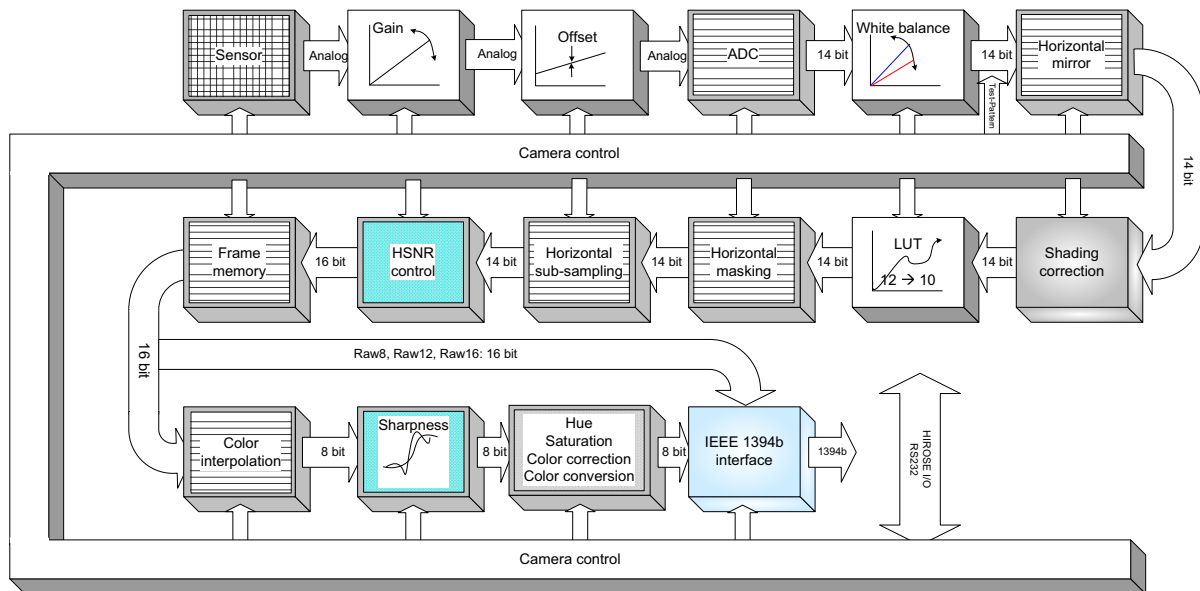 Sensor
Analog
Gain
Analog
Offset
Analog
ADC
14 bit
White balance
14 bit
Test-Pattern
Horizontal
mirror
14 bit
Camera control
Frame
memory
16 bit
HSNR
control
14 bit
Horizontal
sub-sampling
14 bit
Horizontal
masking
14 bit
LUT
12 → 10
14 bit
Shading
correction
16 bit
Raw8, Raw12, Raw16: 16 bit
Color
interpolation
8 bit
Sharpness
8 bit
Hue
Saturation
Color correction
Color conversion
8 bit
IEEE 1394b
interface
1394b
HIROSE I/O
RS232
Camera control